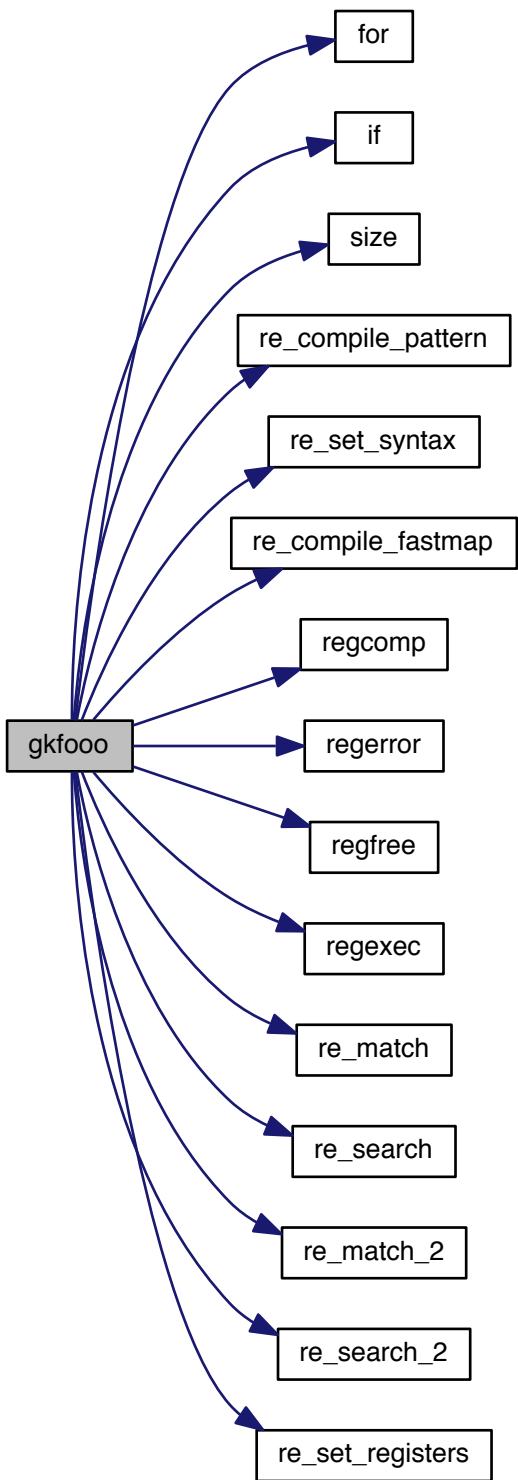 for
if
size
re_compile_pattern
re_set_syntax
re_compile_fastmap
regcomp
gkfooo
regerror
regfree
regexec
re_match
re_search
re_match_2
re_search_2
re_set_registers